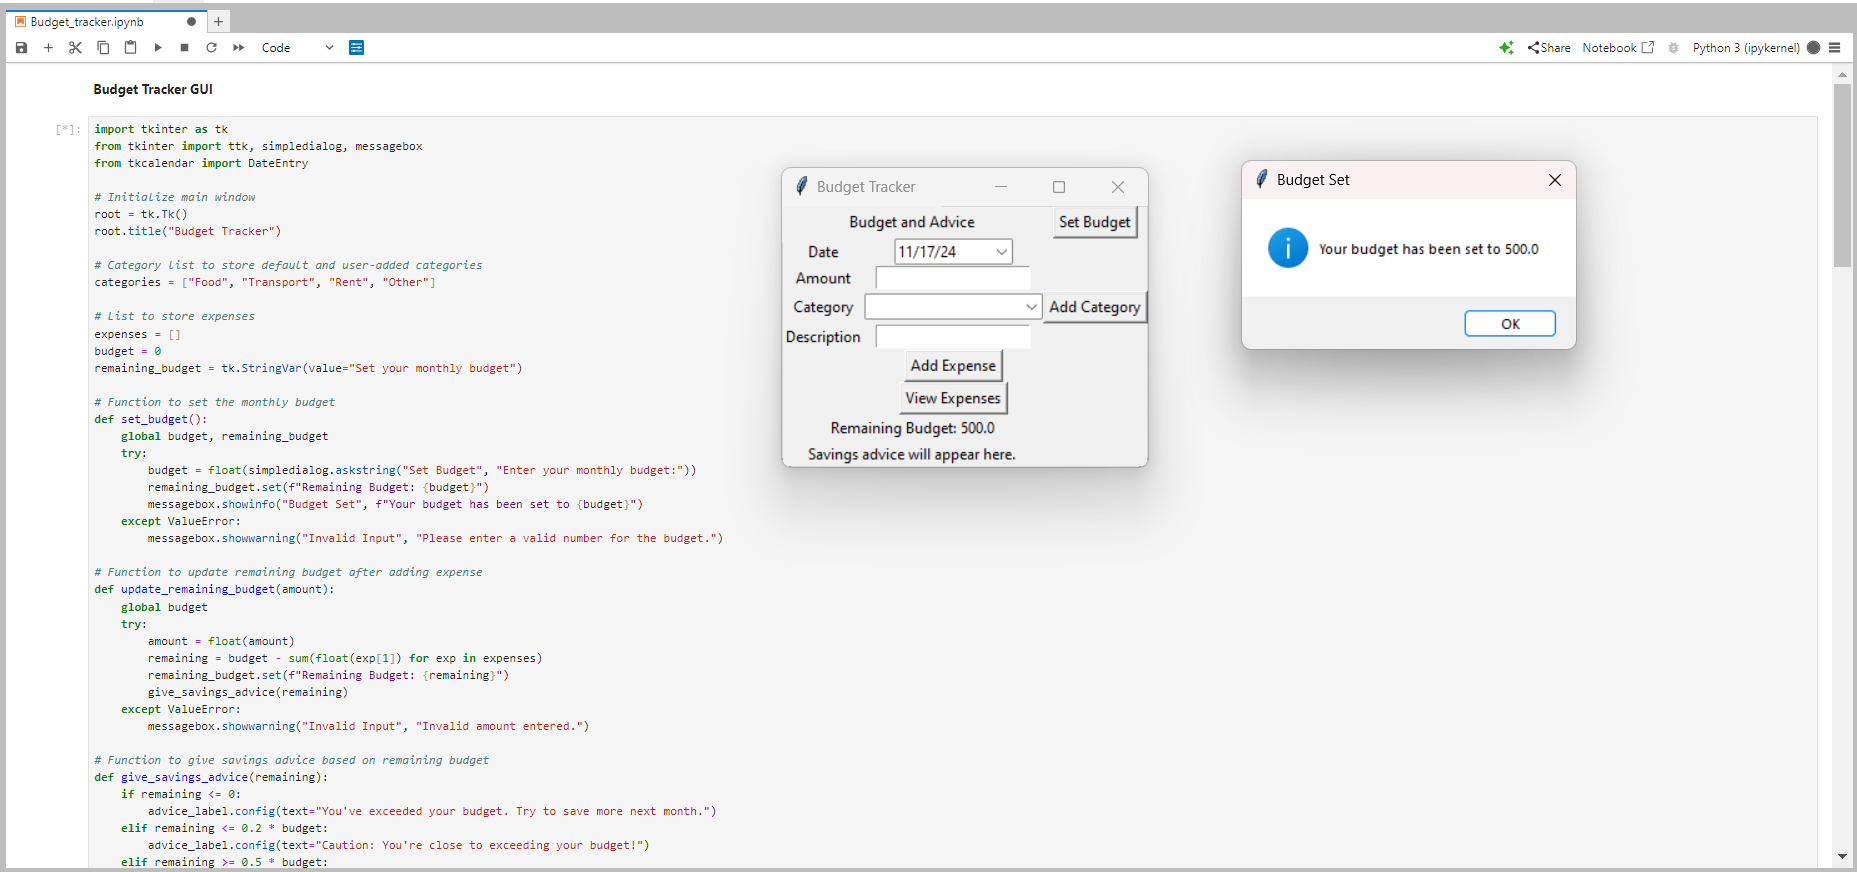 Budget_tracker.ipynb
Code
Share
Notebook
Python 3 (ipykernel)
Budget Tracker GUI
[*]:
import tkinter as tk
from tkinter import ttk, simpledialog, messagebox
from tkcalendar import DateEntry
# Initialize main window
root = tk.Tk()
root.title("Budget Tracker")
# Category list to store default and user-added categories
categories = ["Food", "Transport", "Rent", "Other"]
# List to store expenses
expenses = []
budget = 0
remaining_budget = tk.StringVar(value="Set your monthly budget")
# Function to set the monthly budget
def set_budget():
    global budget, remaining_budget
    try:
        budget = float(simpledialog.askstring("Set Budget", "Enter your monthly budget:"))
        remaining_budget.set(f"Remaining Budget: {budget}")
        messagebox.showinfo("Budget Set", f"Your budget has been set to {budget}")
    except ValueError:
        messagebox.showwarning("Invalid Input", "Please enter a valid number for the budget.")
# Function to update remaining budget after adding expense
def update_remaining_budget(amount):
    global budget
    try:
        amount = float(amount)
        remaining = budget - sum(float(exp[1]) for exp in expenses)
        remaining_budget.set(f"Remaining Budget: {remaining}")
        give_savings_advice(remaining)
    except ValueError:
        messagebox.showwarning("Invalid Input", "Invalid amount entered.")
# Function to give savings advice based on remaining budget
def give_savings_advice(remaining):
    if remaining <= 0:
        advice_label.config(text="You've exceeded your budget. Try to save more next month.")
    elif remaining <= 0.2 * budget:
        advice_label.config(text="Caution: You're close to exceeding your budget!")
    elif remaining >= 0.5 * budget:
Budget Tracker
Budget and Advice
Set Budget
Date
11/17/24
Amount
Category
Add Category
Description
Add Expense
View Expenses
Remaining Budget: 500.0
Savings advice will appear here.
Budget Set
Your budget has been set to 500.0
OK